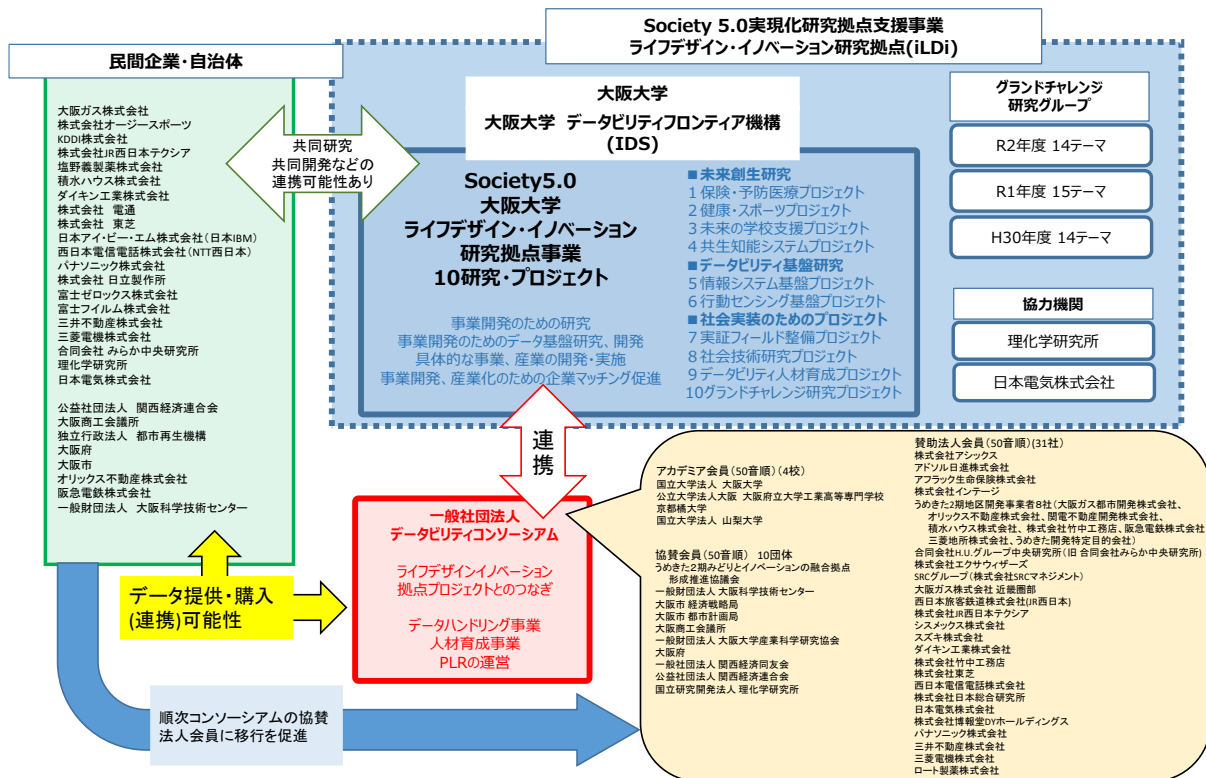 Society 5.0実現化研究拠点支援事業
ライフデザイン・イノベーション研究拠点(iLDi)
民間企業・自治体
大阪ガス株式会社
株式会社オージースポーツ
KDDI株式会社
株式会社JR西日本テクシア
塩野義製薬株式会社
積水ハウス株式会社
ダイキン工業株式会社
株式会社 電通
株式会社 東芝
日本アイ・ビー・エム株式会社(日本IBM)
西日本電信電話株式会社(NTT西日本)
パナソニック株式会社
株式会社 日立製作所
富士ゼロックス株式会社
富士フイルム株式会社
三井不動産株式会社
三菱電機株式会社
合同会社 みらか中央研究所
理化学研究所
日本電気株式会社
公益社団法人 関西経済連合会
大阪商工会議所
独立行政法人 都市再生機構
大阪府
大阪市
オリックス不動産株式会社
阪急電鉄株式会社
一般財団法人 大阪科学技術センター
共同研究
共同開発などの
連携可能性あり
大阪大学
大阪大学 データビリティフロンティア機構
(IDS)
Society5.0
大阪大学
ライフデザイン・イノベーション
研究拠点事業
10研究・プロジェクト
事業開発のための研究
事業開発のためのデータ基盤研究、開発
具体的な事業、産業の開発・実施
事業開発、産業化のための企業マッチング促進
■未来創生研究
1 保険・予防医療プロジェクト
2 健康・スポーツプロジェクト
3 未来の学校支援プロジェクト
4 共生知能システムプロジェクト
■データビリティ基盤研究
5 情報システム基盤プロジェクト
6 行動センシング基盤プロジェクト
■社会実装のためのプロジェクト
7 実証フィールド整備プロジェクト
8 社会技術研究プロジェクト
9 データビリティ人材育成プロジェクト
10グランドチャレンジ研究プロジェクト
グランドチャレンジ
研究グループ
R2年度 14テーマ
R1年度 15テーマ
H30年度 14テーマ
協力機関
理化学研究所
日本電気株式会社
連
携
一般社団法人
データビリティコンソーシアム
ライフデザインイノベーション
拠点プロジェクトとのつなぎ
データハンドリング事業
人材育成事業
PLRの運営
データ提供・購入
(連携)可能性
順次コンソーシアムの協賛
法人会員に移行を促進
アカデミア会員(50音順)(4校)
国立大学法人 大阪大学
公立大学法人大阪 大阪府立大学工業高等専門学校
京都橘大学
国立大学法人 山梨大学
協賛会員(50音順) 10団体
うめきた2期みどりとイノベーションの融合拠点
形成推進協議会
一般財団法人 大阪科学技術センター
大阪市 経済戦略局
大阪市 都市計画局
大阪商工会議所
一般財団法人 大阪大学産業科学研究協会
大阪府
一般社団法人 関西経済同友会
公益社団法人 関西経済連合会
国立研究開発法人 理化学研究所
賛助法人会員(50音順)(31社)
株式会社アシックス
アドソル日進株式会社
アフラック生命保険株式会社
株式会社インテージ
うめきた2期地区開発事業者8社(大阪ガス都市開発株式会社、
オリックス不動産株式会社、関電不動産開発株式会社、
積水ハウス株式会社、株式会社竹中工務店、阪急電鉄株式会社
三菱地所株式会社、うめきた開発特定目的会社)
合同会社H.U.グループ中央研究所(旧 合同会社みらか中央研究所)
株式会社エクサウィザーズ
SRCグループ(株式会社SRCマネジメント)
大阪ガス株式会社 近畿圏部
西日本旅客鉄道株式会社(JR西日本)
株式会社JR西日本テクシア
シスメックス株式会社
スズキ株式会社
ダイキン工業株式会社
株式会社竹中工務店
株式会社東芝
西日本電信電話株式会社
株式会社日本総合研究所
日本電気株式会社
株式会社博報堂DYホールディングス
パナソニック株式会社
三井不動産株式会社
三菱電機株式会社
ロート製薬株式会社